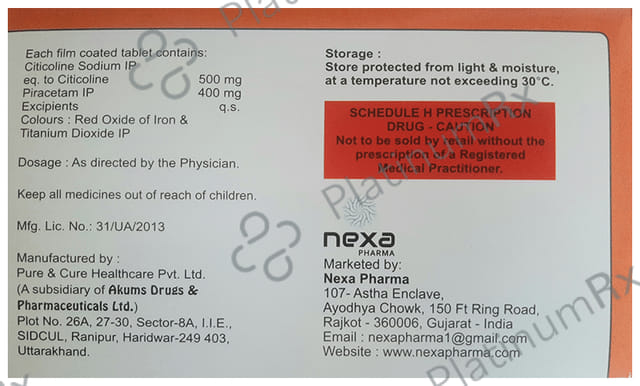 Each film coated tablet contains:
Citicoline Sodium IP
eq. to Citicoline 500 mg
Piracetam IP 400 mg
Excipients q.s.
Colours : Red Oxide of Iron &
Titanium Dioxide IP
Dosage : As directed by the Physician.
Keep all medicines out of reach of children.
Mfg. Lic. No.: 31/UA/2013
Manufactured by :
Pure & Cure Healthcare Pvt. Ltd.
(A subsidiary of Akums Drugs &
Pharmaceuticals Ltd.)
Plot No. 26A, 27-30, Sector-8A, I.I.E.,
SIDCUL, Ranipur, Haridwar-249 403,
Uttarakhand.
Storage :
Store protected from light & moisture,
at a temperature not exceeding 30°C.
SCHEDULE H PRESCRIPTION
DRUG - CAUTION
Not to be sold by retail without the
prescription of a Registered
Medical Practitioner.
nexa
PHARMA
Marketed by:
Nexa Pharma
107- Astha Enclave,
Ayodhya Chowk, 150 Ft Ring Road,
Rajkot - 360006, Gujarat - India
Email : nexapharma1@gmail.com
Website : www.nexapharma.com
PlatinumRx
PlatinumRx
PlatinumRx